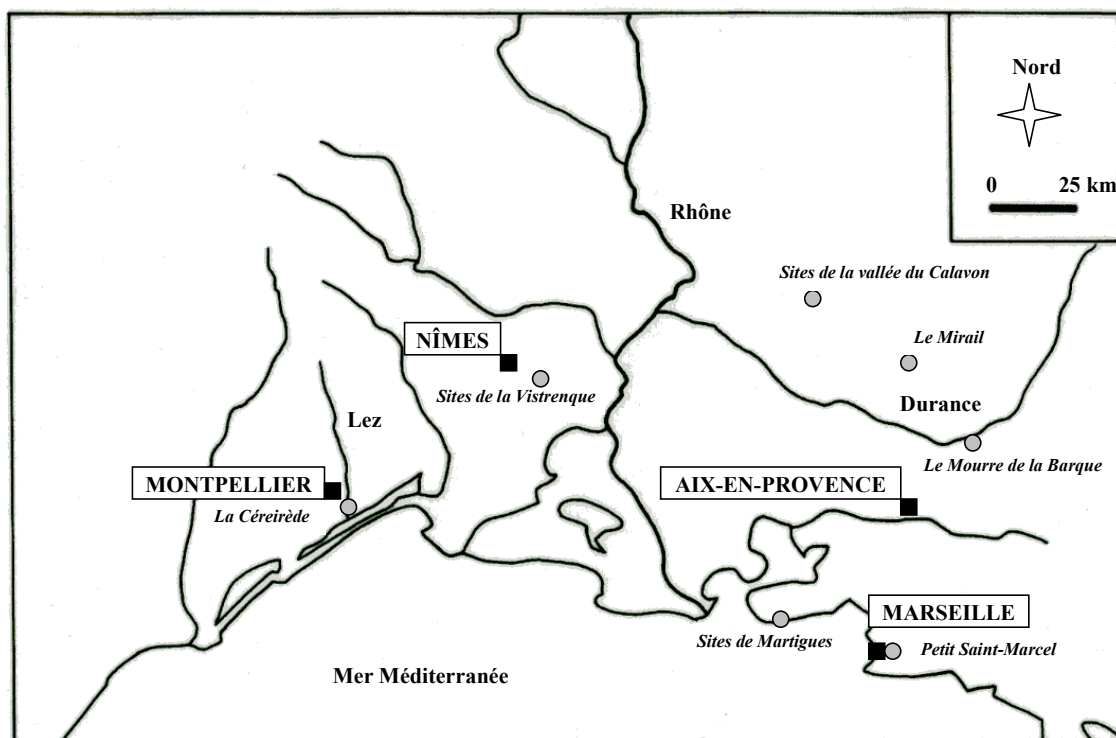 Nord
0 25 km
Rhône
Sites de la vallée du Calavon
NÎMES
Le Mirail
Sites de la Vistrenque
Durance
Lez
Le Mourre de la Barque
MONTPELLIER
AIX-EN-PROVENCE
La Céreirède
MARSEILLE
Sites de Martigues
Petit Saint-Marcel
Mer Méditerranée